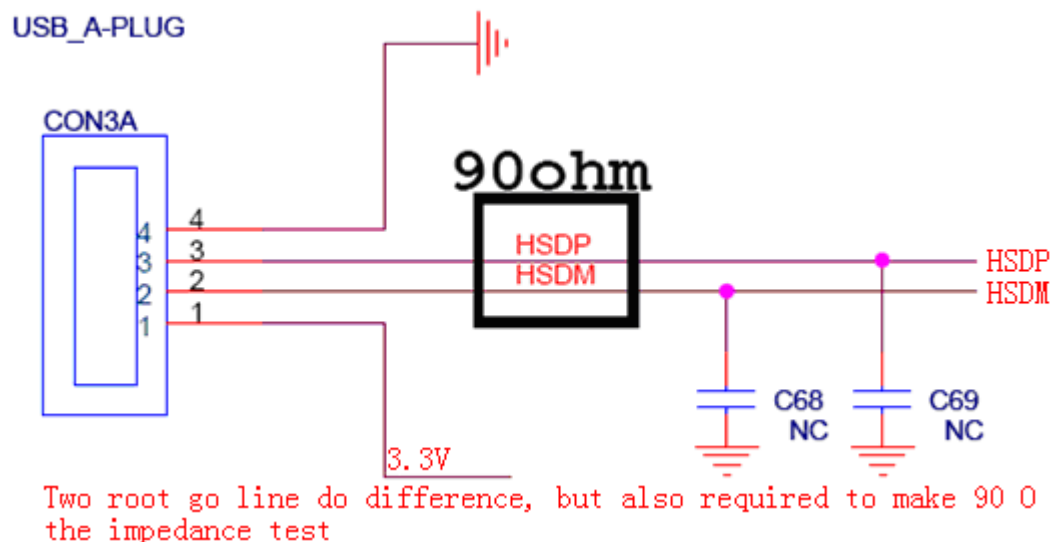 USB_A-PLUG
CON3A
90ohm
4 4
3 3
2 2
1 1
HSDP
HSDM
HSDP
HSDM
C68
NC
C69
NC
3.3V
Two root go line do difference, but also required to make 90 O
the impedance test